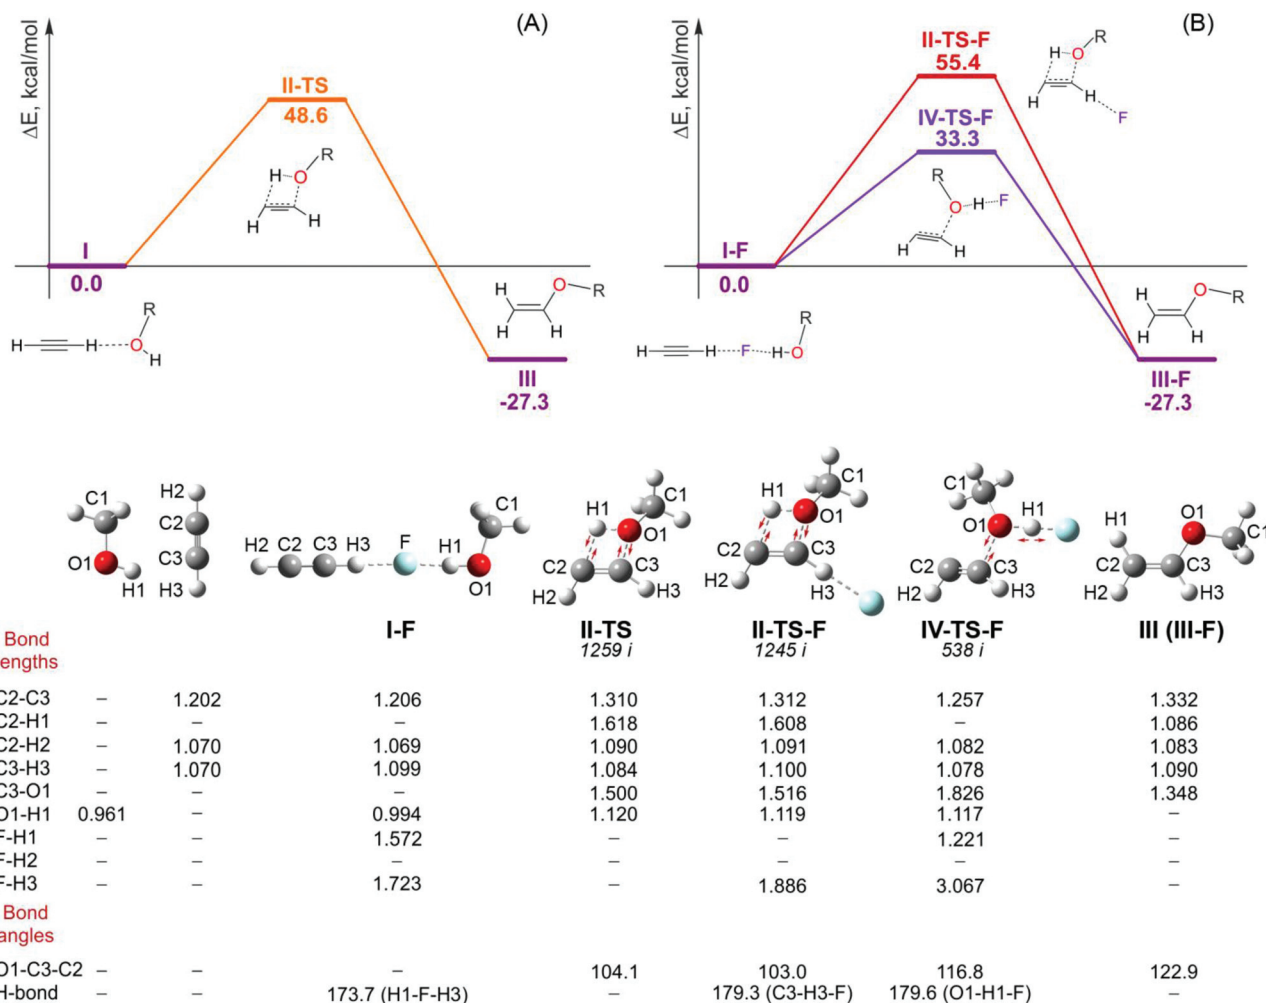 (A)
ΔE, kcal/mol
II-TS
48.6
R
H
O
H
H
I
0.0
R
H
H
O
H
H
O
R
H
H
III
-27.3
(B)
ΔE, kcal/mol
II-TS-F
55.4
R
H
O
H
F
IV-TS-F
33.3
R
O
H
F
H
H
I-F
0.0
R
H
H
F
H
O
H
O
R
H
H
III-F
-27.3
C1
O1
H1
H2
C2
C3
H3
H2 C2 C3 H3 F H1 C1 O1
H1 C1 O1 C2 C3 H2 H3
H1 C1 O1 C2 C3 H2 H3
C1 O1 H1 C2 C3 H2 H3
H1 O1 C1 C2 C3 H2 H3
I-F II-TS II-TS-F IV-TS-F III (III-F)
1259 i 1245 i 538 i
Bond
engths
C2-C3 – 1.202 1.206 1.310 1.312 1.257 1.332
C2-H1 – – – 1.618 1.608 – 1.086
C2-H2 – 1.070 1.069 1.090 1.091 1.082 1.083
C3-H3 – 1.070 1.099 1.084 1.100 1.078 1.090
C3-O1 – – – 1.500 1.516 1.826 1.348
O1-H1 0.961 – 0.994 1.120 1.119 1.117 –
F-H1 – – 1.572 – – 1.221 –
F-H2 – – – – – – –
F-H3 – – 1.723 – 1.886 3.067 –
Bond
angles
O1-C3-C2 – – – 104.1 103.0 116.8 122.9
H-bond – – 173.7 (H1-F-H3) – 179.3 (C3-H3-F) 179.6 (O1-H1-F) –